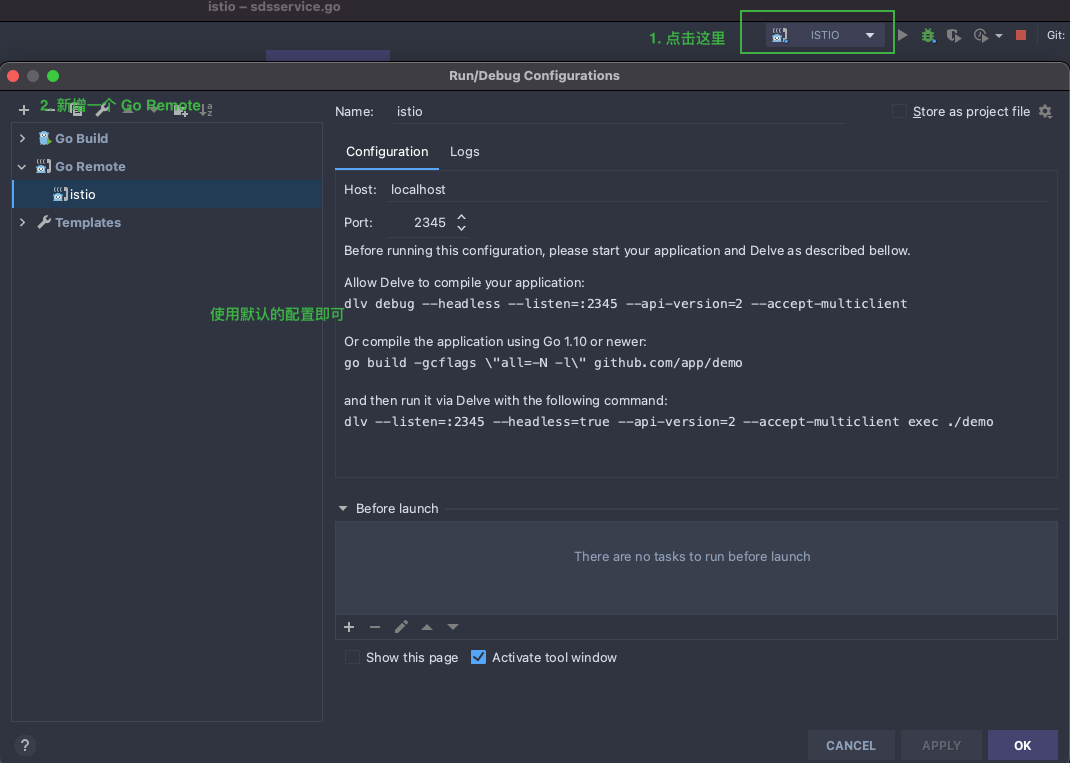 istio – sdsservice.go
1. 点击这里
ISTIO
Git:
Run/Debug Configurations
2. 新增一个 Go Remote
Name: istio
Store as project file
Go Build
Go Remote
istio
Templates
Configuration Logs
Host: localhost
Port: 2345
Before running this configuration, please start your application and Delve as described bellow.
Allow Delve to compile your application:
dlv debug --headless --listen=:2345 --api-version=2 --accept-multiclient
使用默认的配置即可
Or compile the application using Go 1.10 or newer:
go build -gcflags \"all=-N -l\" github.com/app/demo
and then run it via Delve with the following command:
dlv --listen=:2345 --headless=true --api-version=2 --accept-multiclient exec ./demo
Before launch
There are no tasks to run before launch
Show this page Activate tool window
?
CANCEL APPLY OK